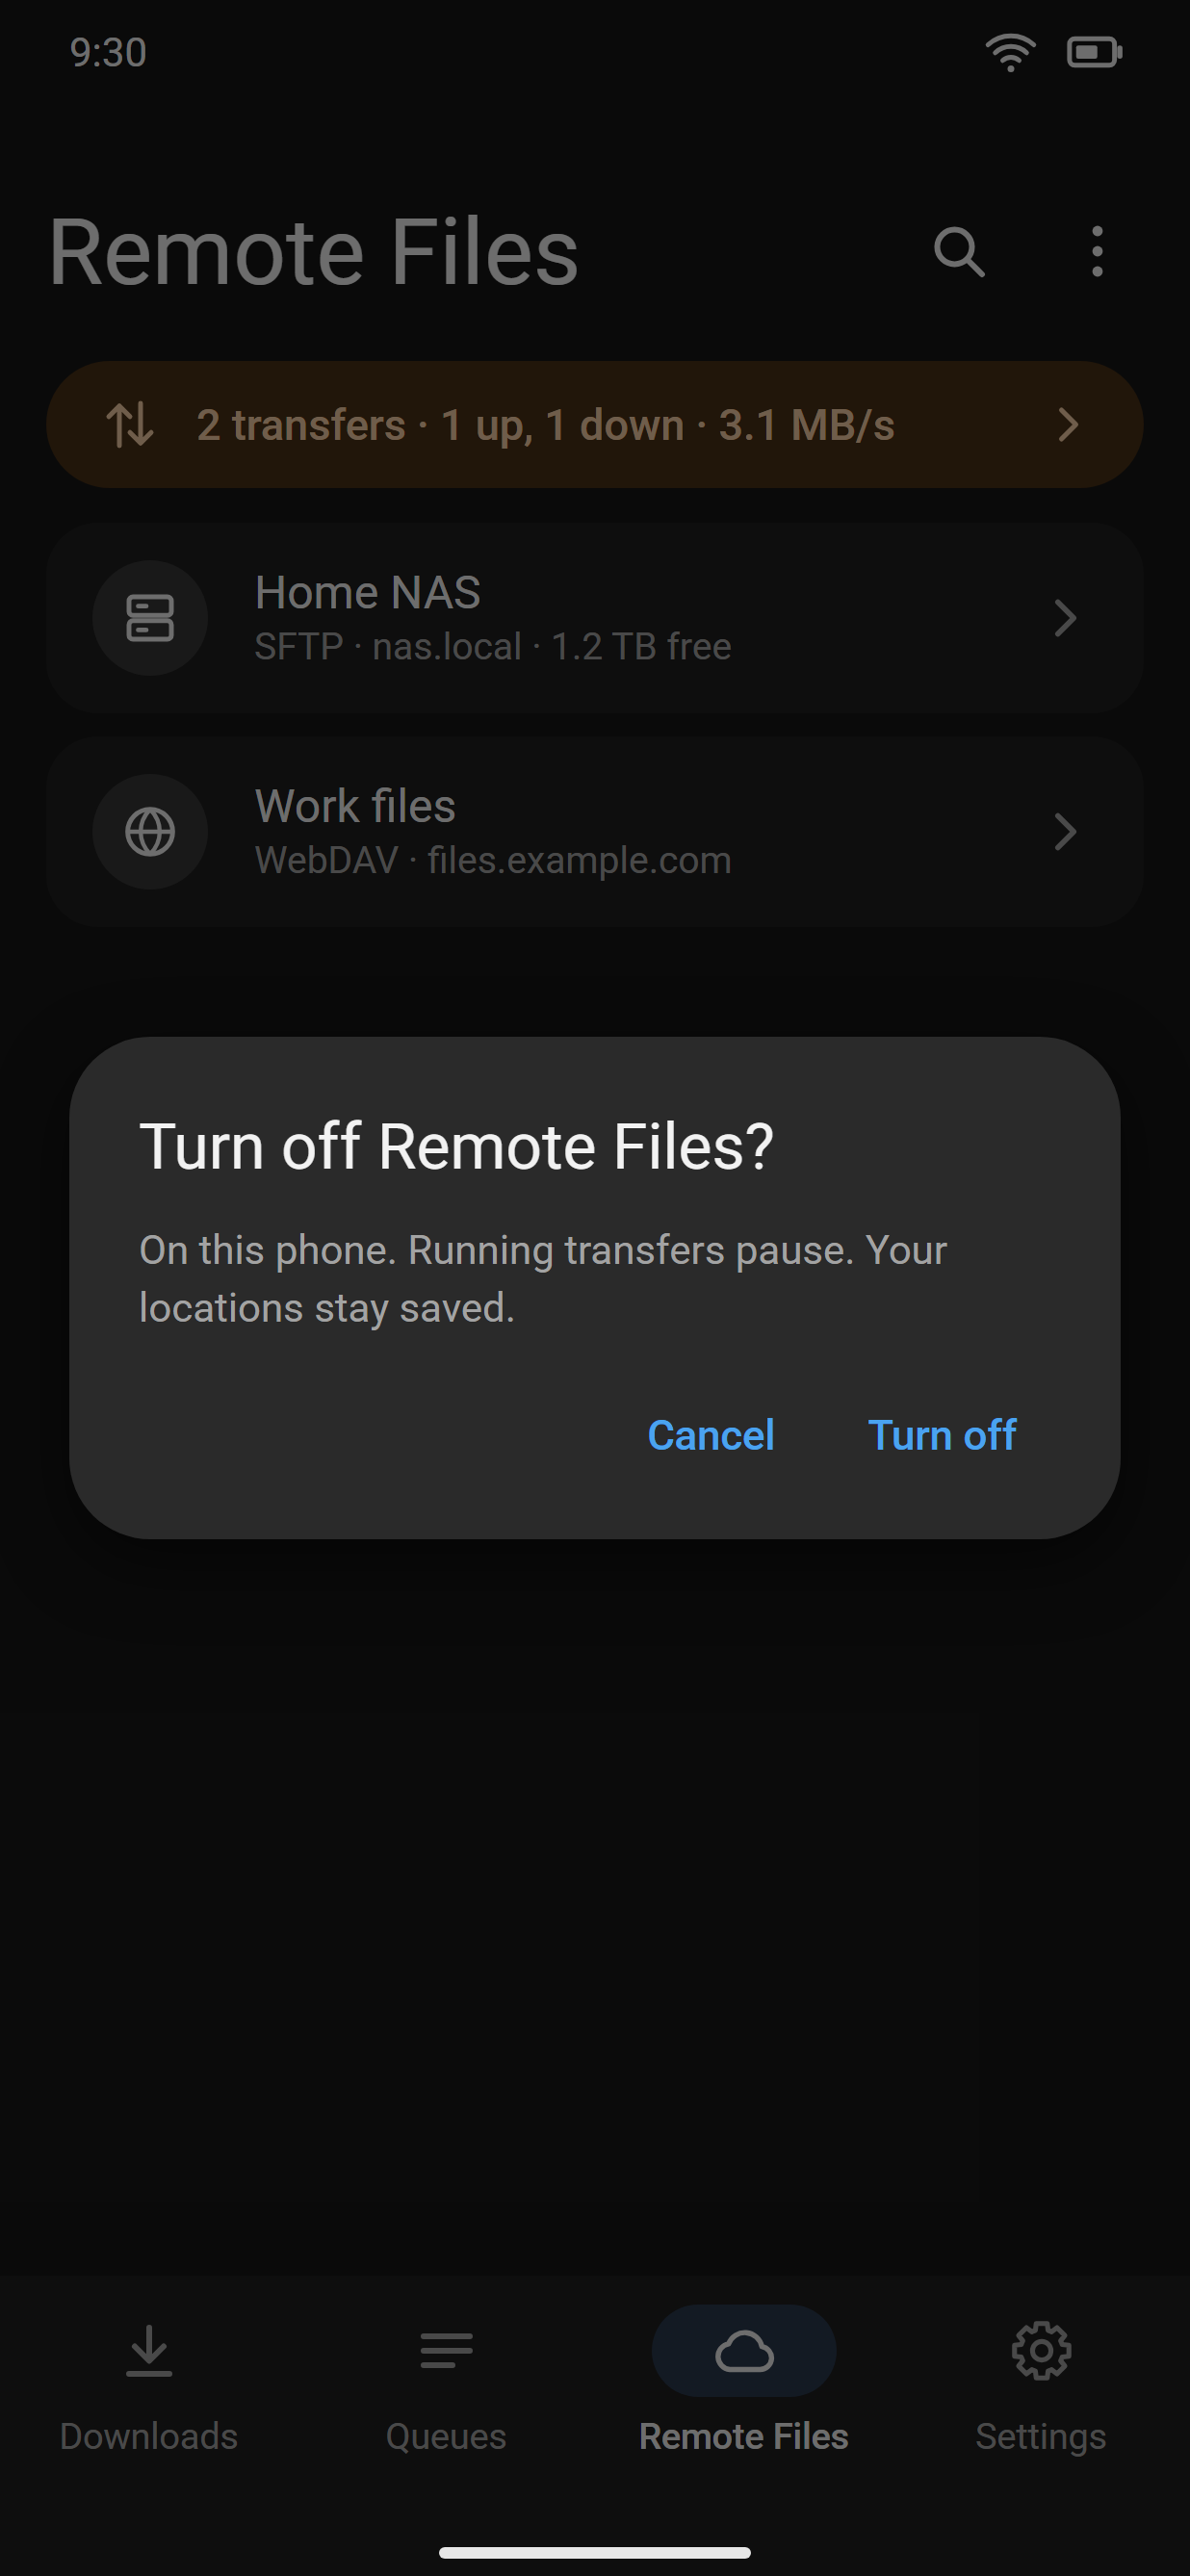 9:30
Remote Files
2 transfers · 1 up, 1 down · 3.1 MB/s
Home NAS
SFTP · nas.local · 1.2 TB free
Work files
WebDAV · files.example.com
Turn off Remote Files?
On this phone. Running transfers pause. Your
locations stay saved.
Cancel Turn off
Downloads Queues Remote Files Settings